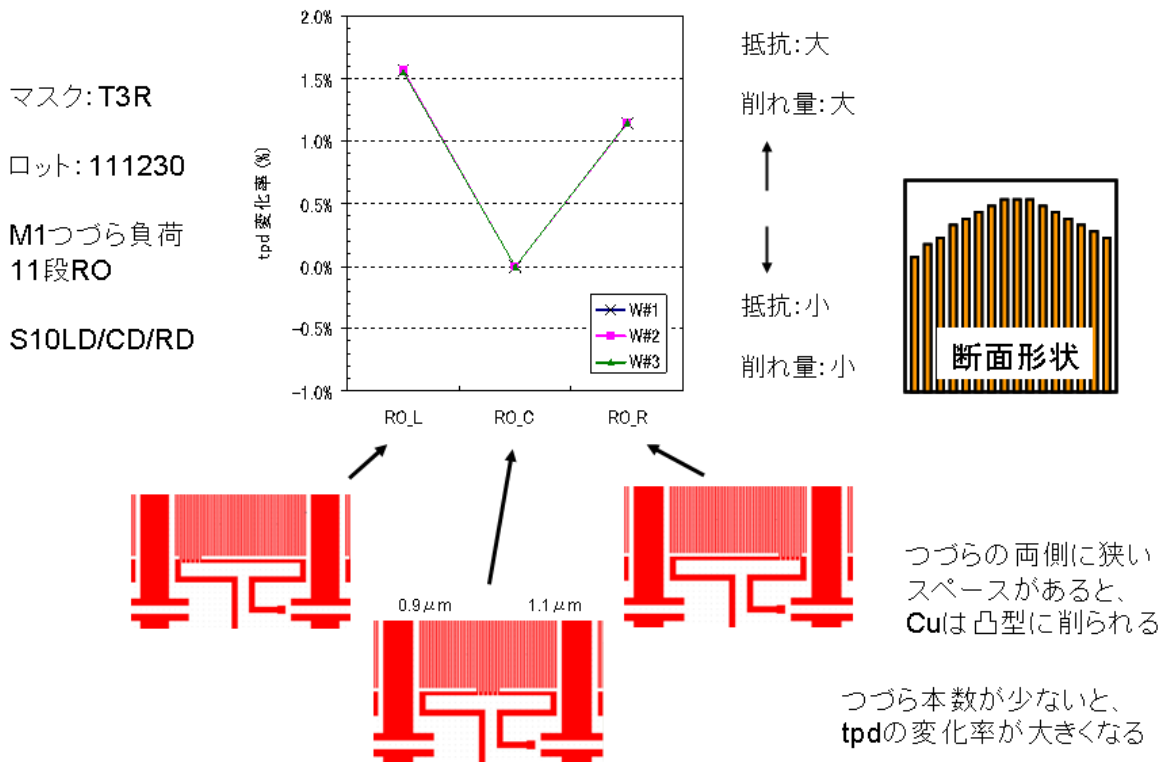 マスク: T3R
ロット: 111230
M1つづら負荷
11段RO
S10LD/CD/RD
tpd 変化率(%)
2.0%
1.5%
1.0%
0.5%
0.0%
-0.5%
-1.0%
W#1
W#2
W#3
RO_L
RO_C
RO_R
抵抗:大
削れ量:大
抵抗:小
削れ量:小
断面形状
0.9μm
1.1μm
つづらの両側に狭い
スペースがあると、
Cuは凸型に削られる
つづら本数が少ないと、
tpdの変化率が大きくなる